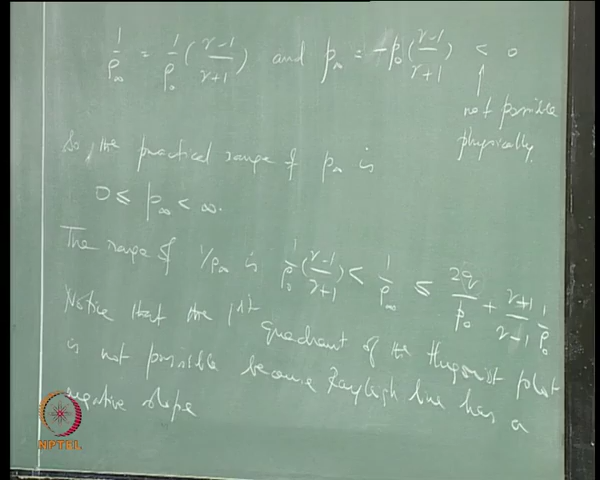 1/ρ∞ = 1/ρ₀ (γ-1/γ+1) and p∞ = -p₀ (γ-1/γ+1) < 0
not possible
physically.
So, the practical range of p∞ is
0 ≤ p∞ < ∞.
The range of 1/ρ∞ is 1/ρ₀ (γ-1/γ+1) < 1/ρ∞ ≤ 2q/p₀ + γ+1/γ-1 1/ρ₀
Notice that the Ist quadrant of the Hugoniot plot
is not possible because Rayleigh line has a
negative slope
NPTEL